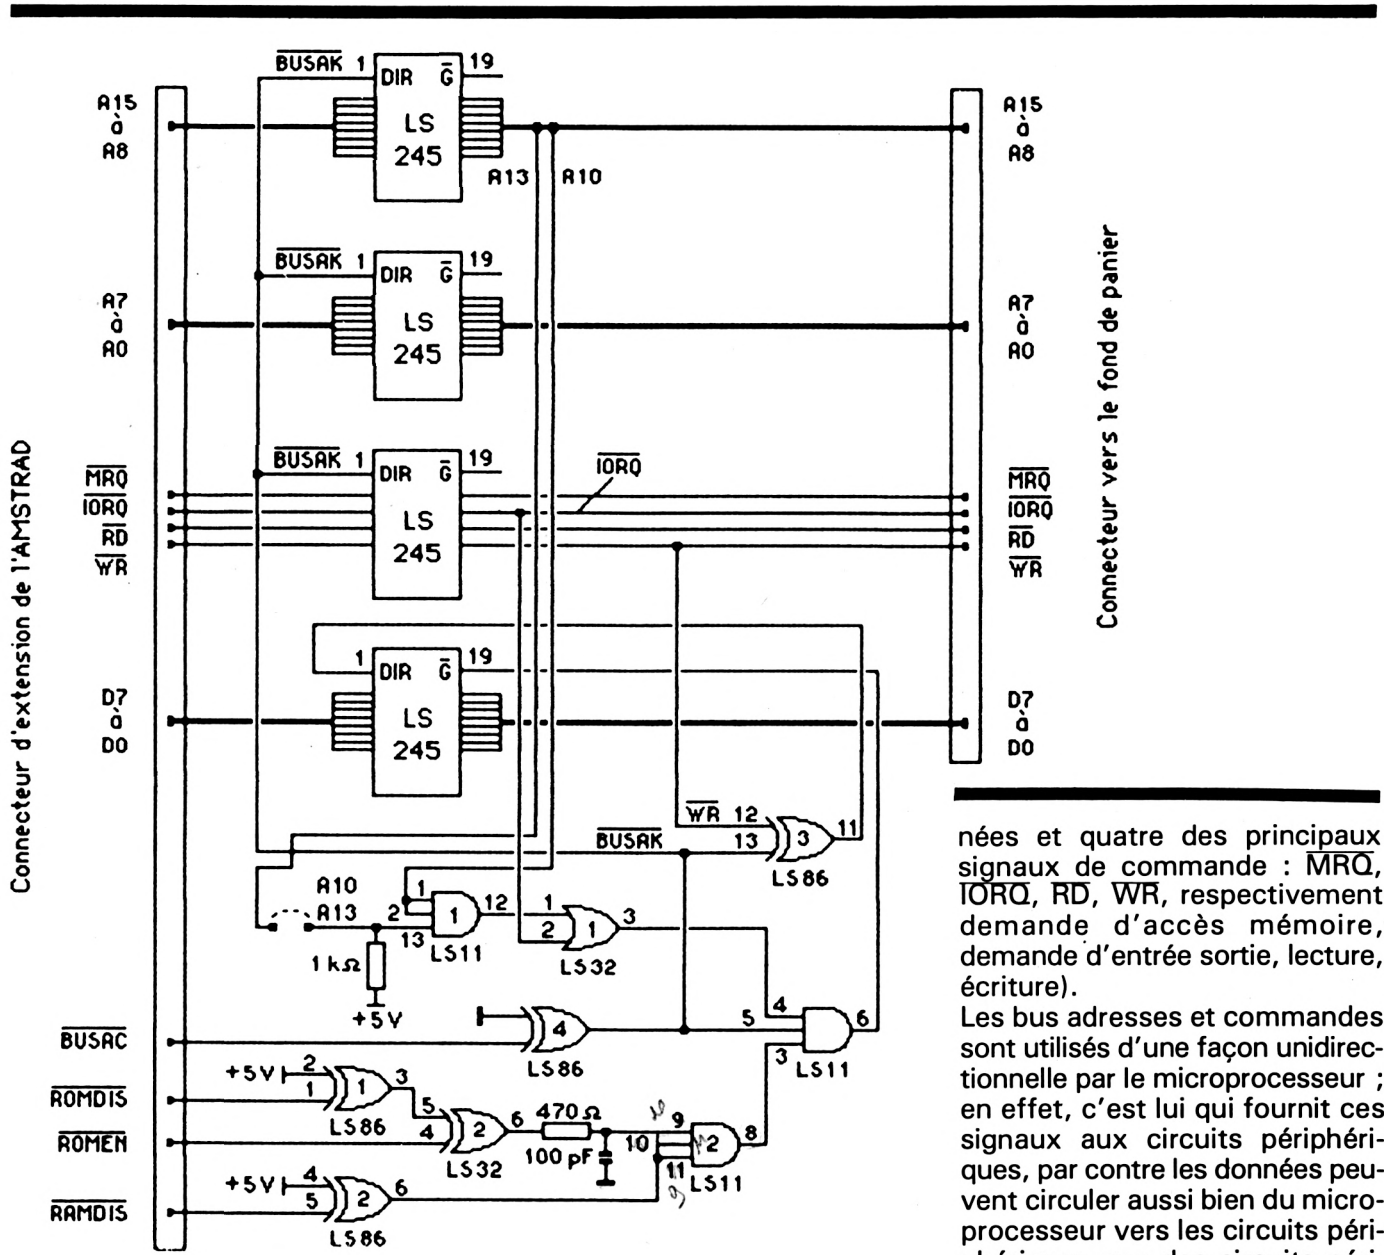 Connecteur d'extension de l'AMSTRAD
A15
à
A8
BUSAK 1
DIR G 19
LS
245
A13 A10
A15
à
A8
A7
à
A0
BUSAK 1
DIR G 19
LS
245
A7
à
A0
Connecteur vers le fond de panier
MRQ
IORQ
RD
WR
BUSAK 1
DIR G 19
LS
245
IORQ
MRQ
IORQ
RD
WR
D7
à
D0
1
DIR G 19
LS
245
D7
à
D0
WR 12
BUSAK 13
3 11
LS86
A10
A13
1
2
13
1 12
LS11
1
2
1 3
LS32
1kΩ
+5V
4
5
3
6
LS11
BUSAC
4
LS86
+5V 2
ROMDIS 1
1 3
LS86
ROMEN
5
4
2 6
LS32
470Ω
100 pF
9
10
11
2 8
LS11
+5V 4
RAMDIS 5
2 6
LS86
nées et quatre des principaux
signaux de commande : MRQ,
IORQ, RD, WR, respectivement
demande d'accès mémoire,
demande d'entrée sortie, lecture,
écriture).
Les bus adresses et commandes
sont utilisés d'une façon unidirec-
tionnelle par le microprocesseur ;
en effet, c'est lui qui fournit ces
signaux aux circuits périphéri-
ques, par contre les données peu-
vent circuler aussi bien du micro-
processeur vers les circuits péri-